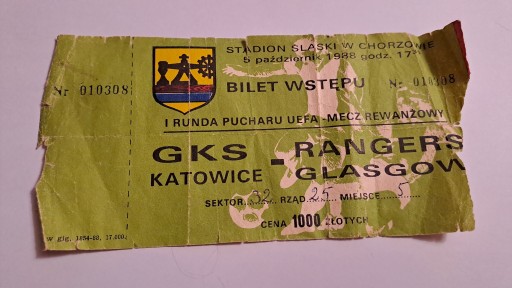 STADION ŚLĄSKI W CHORZOWIE
5 październik 1988 godz. 17
Nr 010308
BILET WSTĘPU
Nr 010308
I RUNDA PUCHARU UEFA - MECZ REWANŻOWY
GKS - RANGERS
KATOWICE GLASGOW
SEKTOR 32 RZĄD 25 MIEJSCE 5
CENA 1000 ZŁOTYCH